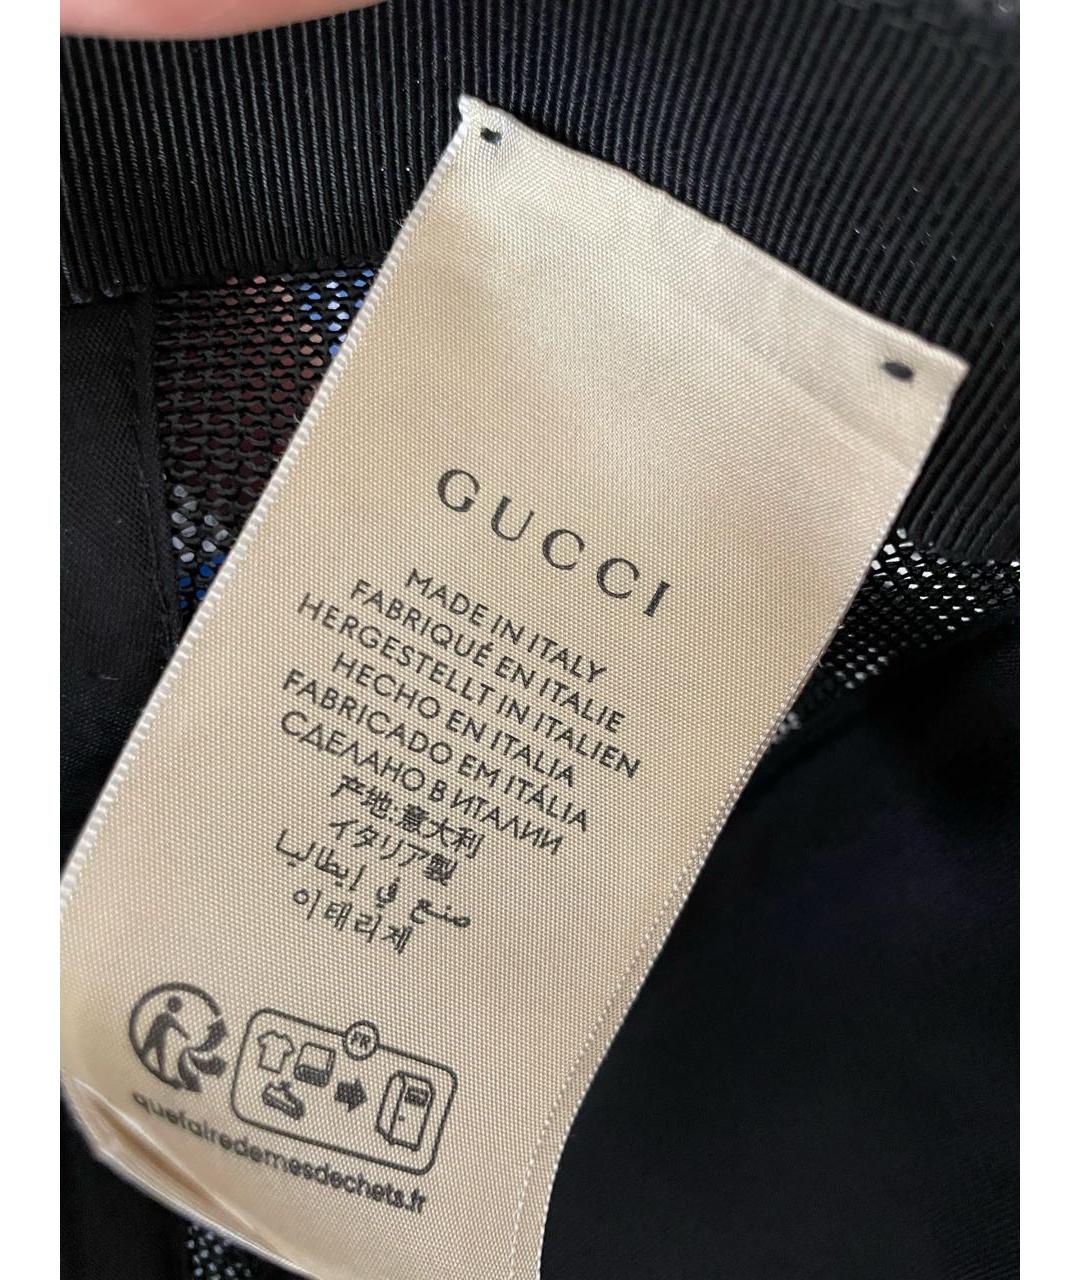 GUCCI
MADE IN ITALY
FABRIQUÉ EN ITALIE
HERGESTELLT IN ITALIEN
HECHO EN ITALIA
FABRICADO EM ITÁLIA
СДЕЛАНО В ИТАЛИИ
产地:意大利
イタリア製
صنع في إيطاليا
이태리제
FR
quefairedemesdechets.fr